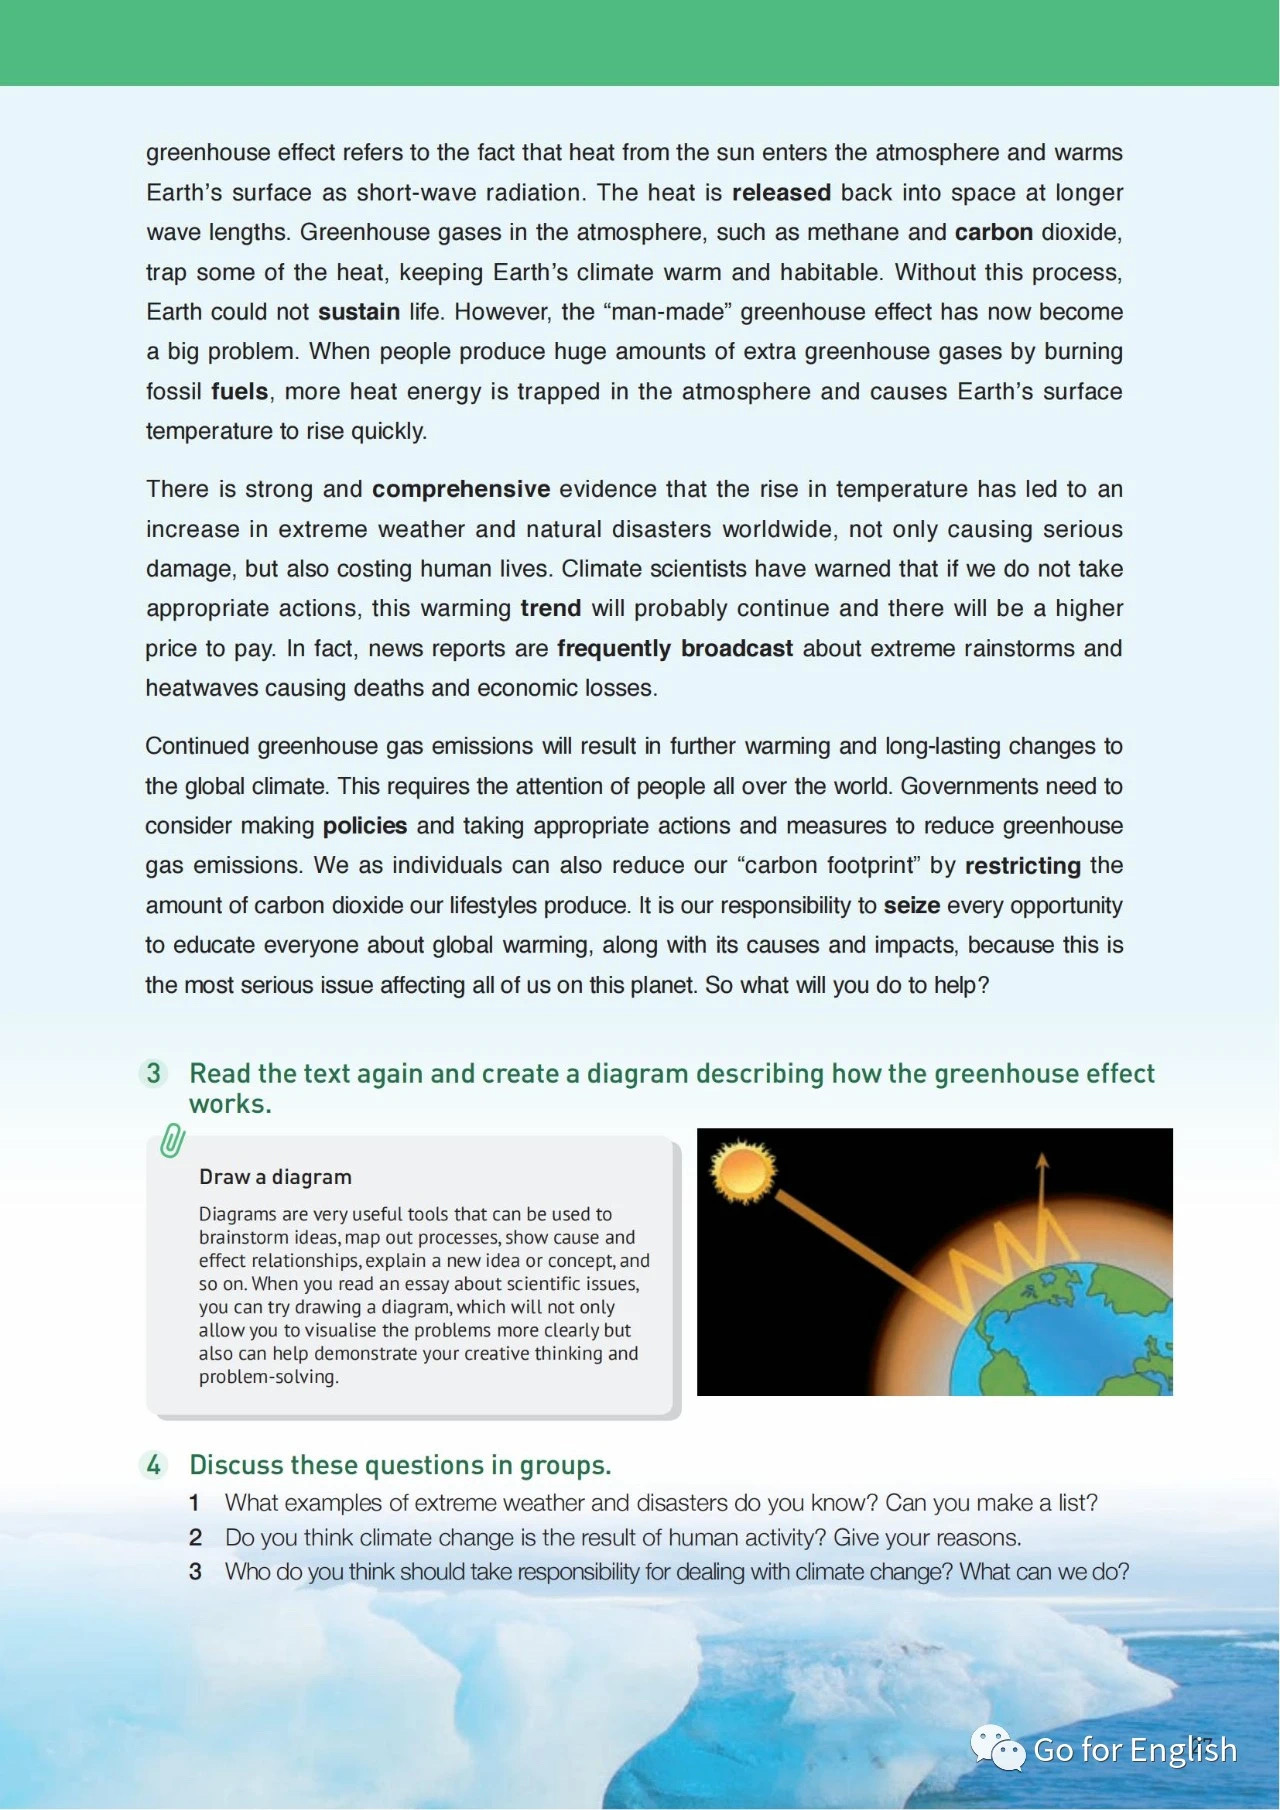 greenhouse effect refers to the fact that heat from the sun enters the atmosphere and warms
Earth's surface as short-wave radiation. The heat is released back into space at longer
wave lengths. Greenhouse gases in the atmosphere, such as methane and carbon dioxide,
trap some of the heat, keeping Earth's climate warm and habitable. Without this process,
Earth could not sustain life. However, the “man-made” greenhouse effect has now become
a big problem. When people produce huge amounts of extra greenhouse gases by burning
fossil fuels, more heat energy is trapped in the atmosphere and causes Earth's surface
temperature to rise quickly.
There is strong and comprehensive evidence that the rise in temperature has led to an
increase in extreme weather and natural disasters worldwide, not only causing serious
damage, but also costing human lives. Climate scientists have warned that if we do not take
appropriate actions, this warming trend will probably continue and there will be a higher
price to pay. In fact, news reports are frequently broadcast about extreme rainstorms and
heatwaves causing deaths and economic losses.
Continued greenhouse gas emissions will result in further warming and long-lasting changes to
the global climate. This requires the attention of people all over the world. Governments need to
consider making policies and taking appropriate actions and measures to reduce greenhouse
gas emissions. We as individuals can also reduce our “carbon footprint” by restricting the
amount of carbon dioxide our lifestyles produce. It is our responsibility to seize every opportunity
to educate everyone about global warming, along with its causes and impacts, because this is
the most serious issue affecting all of us on this planet. So what will you do to help?
3 Read the text again and create a diagram describing how the greenhouse effect
works.
Draw a diagram
Diagrams are very useful tools that can be used to
brainstorm ideas, map out processes, show cause and
effect relationships, explain a new idea or concept, and
so on. When you read an essay about scientific issues,
you can try drawing a diagram, which will not only
allow you to visualise the problems more clearly but
also can help demonstrate your creative thinking and
problem-solving.
4 Discuss these questions in groups.
1 What examples of extreme weather and disasters do you know? Can you make a list?
2 Do you think climate change is the result of human activity? Give your reasons.
3 Who do you think should take responsibility for dealing with climate change? What can we do?
Go for English